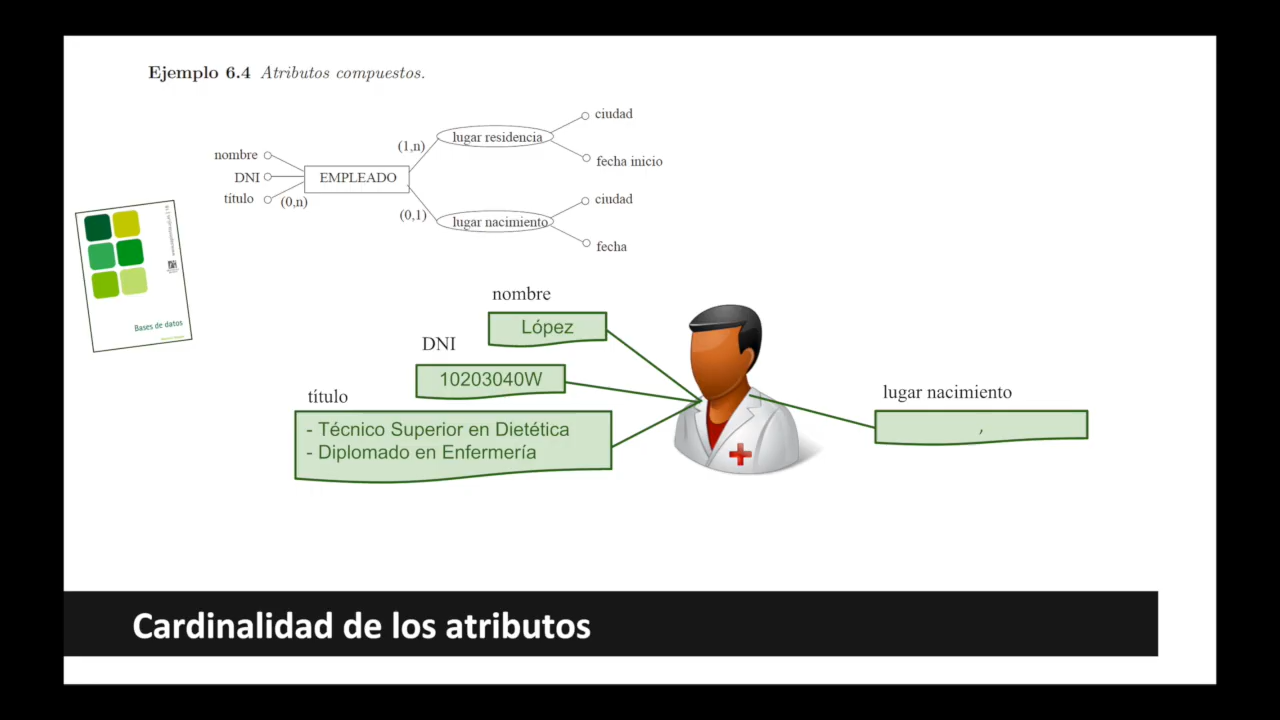 Ejemplo 6.4 Atributos compuestos.
ciudad
lugar residencia
(1,n)
fecha inicio
nombre
DNI
EMPLEADO
título
(0,n)
ciudad
(0,1)
lugar nacimiento
fecha
Bases de datos
nombre
López
DNI
10203040W
título
- Técnico Superior en Dietética
- Diplomado en Enfermería
lugar nacimiento
,
Cardinalidad de los atributos